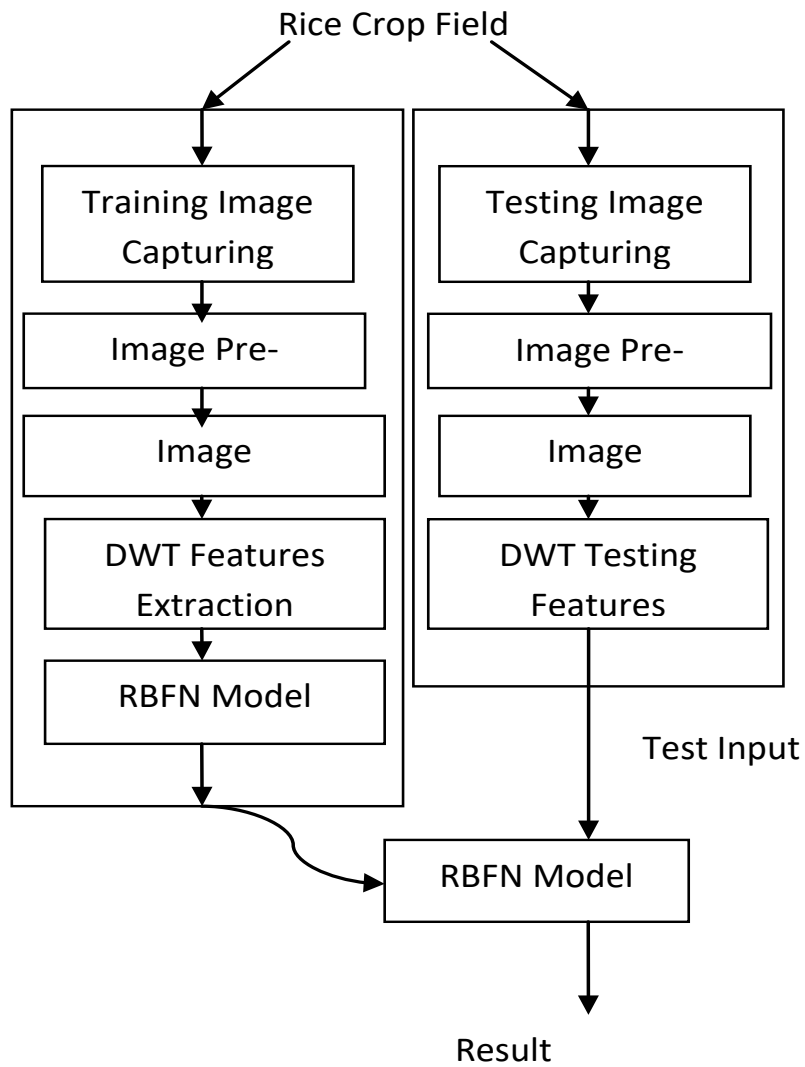 Rice Crop Field
Training Image
Capturing
Image Pre-
Image
DWT Features
Extraction
RBFN Model
Testing Image
Capturing
Image Pre-
Image
DWT Testing
Features
Test Input
RBFN Model
Result